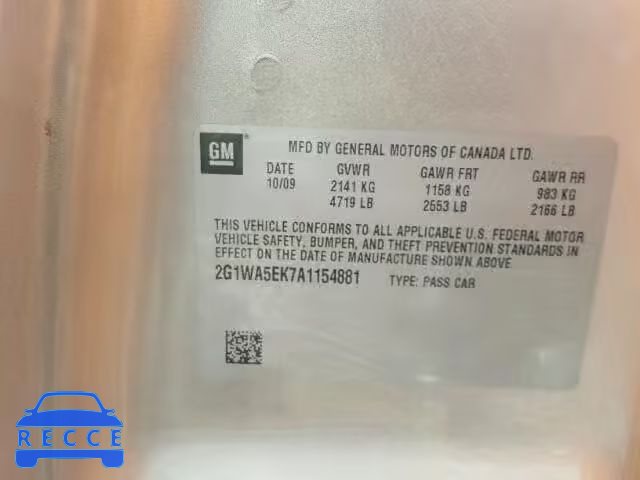 GM
MFD BY GENERAL MOTORS OF CANADA LTD.
DATE GVWR GAWR FRT GAWR RR
10/09 2141 KG 1158 KG 983 KG
4719 LB 2553 LB 2166 LB
THIS VEHICLE CONFORMS TO ALL APPLICABLE U.S. FEDERAL MOTOR
VEHICLE SAFETY, BUMPER, AND THEFT PREVENTION STANDARDS IN
EFFECT ON THE DATE OF MANUFACTURE SHOWN ABOVE.
2G1WA5EK7A1154881 TYPE: PASS CAR
RECCE